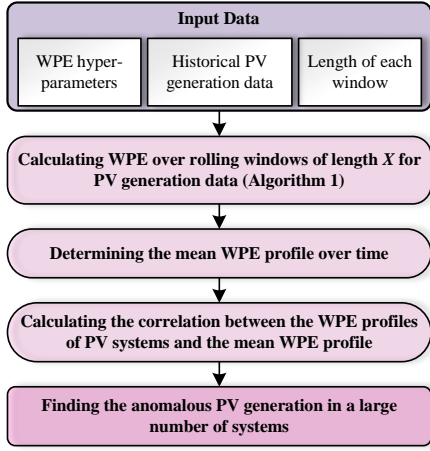 Input Data
WPE hyper-
parameters
Historical PV
generation data
Length of each
window
Calculating WPE over rolling windows of length X for
PV generation data (Algorithm 1)
Determining the mean WPE profile over time
Calculating the correlation between the WPE profiles
of PV systems and the mean WPE profile
Finding the anomalous PV generation in a large
number of systems